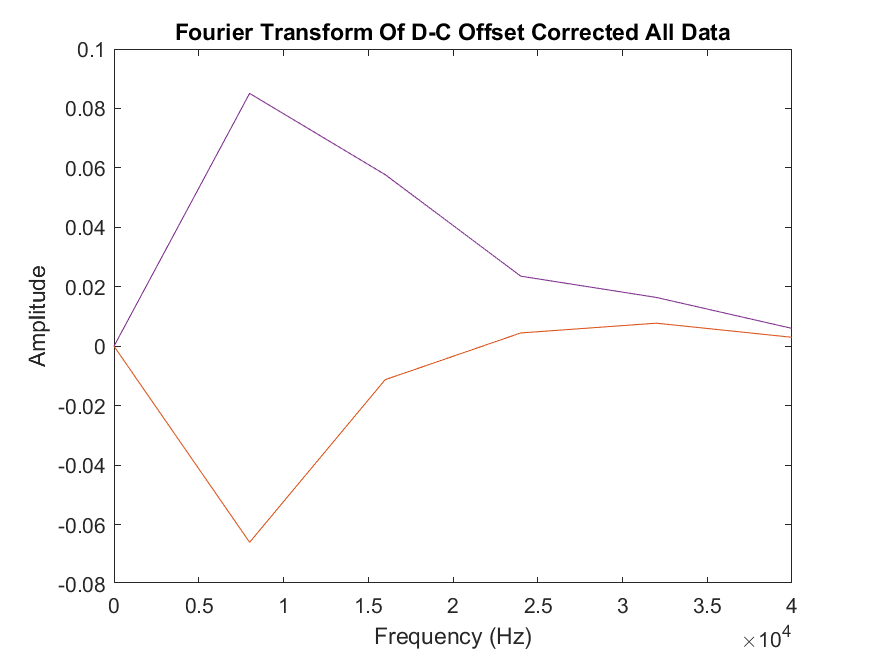 Fourier Transform Of D-C Offset Corrected All Data
0.1
0.08
0.06
0.04
0.02
0
-0.02
-0.04
-0.06
-0.08
Amplitude
0 0.5 1 1.5 2 2.5 3 3.5 4
Frequency (Hz)
×10⁴